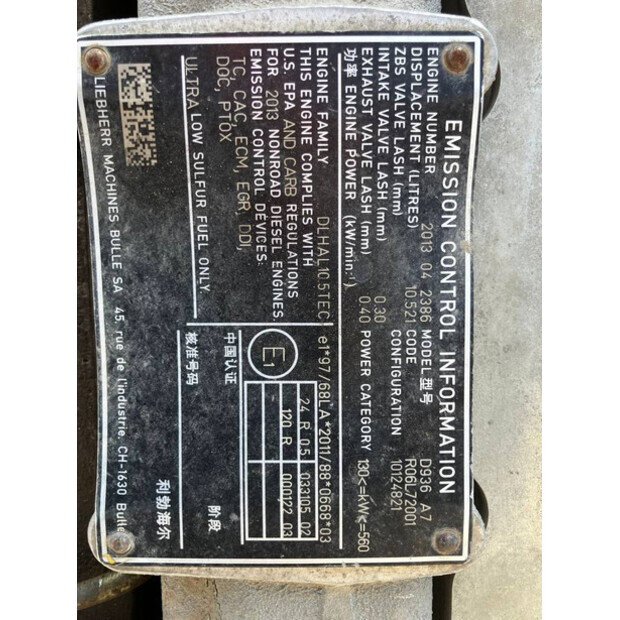 EMISSION CONTROL INFORMATION
ENGINE NUMBER 2013 04 2386 MODEL型号 D936 A7
DISPLACEMENT (LITRES) 10.521 CODE R06L72001
ZBS VALVE LASH (mm) CONFIGURATION 10124821
INTAKE VALVE LASH (mm) 0.30
EXHAUST VALVE LASH (mm) 0.40 POWER CATEGORY 130<=kW<=560
功率 ENGINE POWER (kW/min-¹)
ENGINE FAMILY DLHAL10.5TEC e1*97/68LA*2011/88*0668*03
THIS ENGINE COMPLIES WITH
U.S. EPA AND CARB REGULATIONS
FOR 2013 NONROAD DIESEL ENGINES.
EMISSION CONTROL DEVICES:
TC, CAC, ECM, EGR, DDI,
DOC, PTOX
E1
24 R 05 033105 02
120 R 000127 03
ULTRA LOW SULFUR FUEL ONLY
中国认证 阶段
核准号码
LIEBHERR MACHINES BULLE SA 45, rue de l'industrie CH-1630 Bulle
利勃海尔